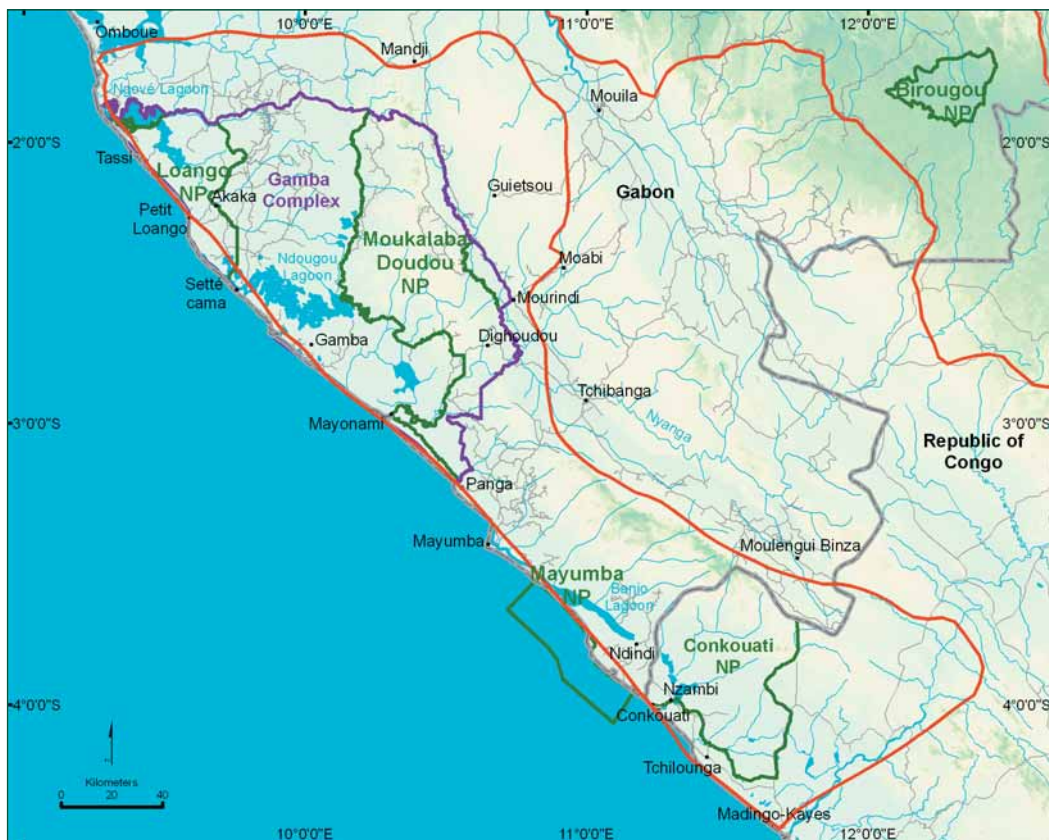 10°0'0"E
11°0'0"E
12°0'0"E
Omboue
Mandji
Ngové Lagoon
Mouila
Birougou
NP
2°0'0"S
2°0'0"S
Tassi
Loango
NP
Akaka
Gamba
Complex
Guietsou
Gabon
Petit
Loango
Moukalaba
Doudou
NP
Ndougou
Lagoon
Moabi
Setté
cama
Mourindi
Gamba
Dighoudou
Tchibanga
Nyanga
3°0'0"S
3°0'0"S
Mayonami
Republic of
Congo
Panga
Mayumba
Moulengui Binza
Mayumba
NP
Banio
Lagoon
Ndindi
Conkouati
NP
Nzambi
4°0'0"S
4°0'0"S
Conkouati
Tchilounga
Kilometers
0 20 40
Madingo-Kayes
10°0'0"E
11°0'0"E
12°0'0"E